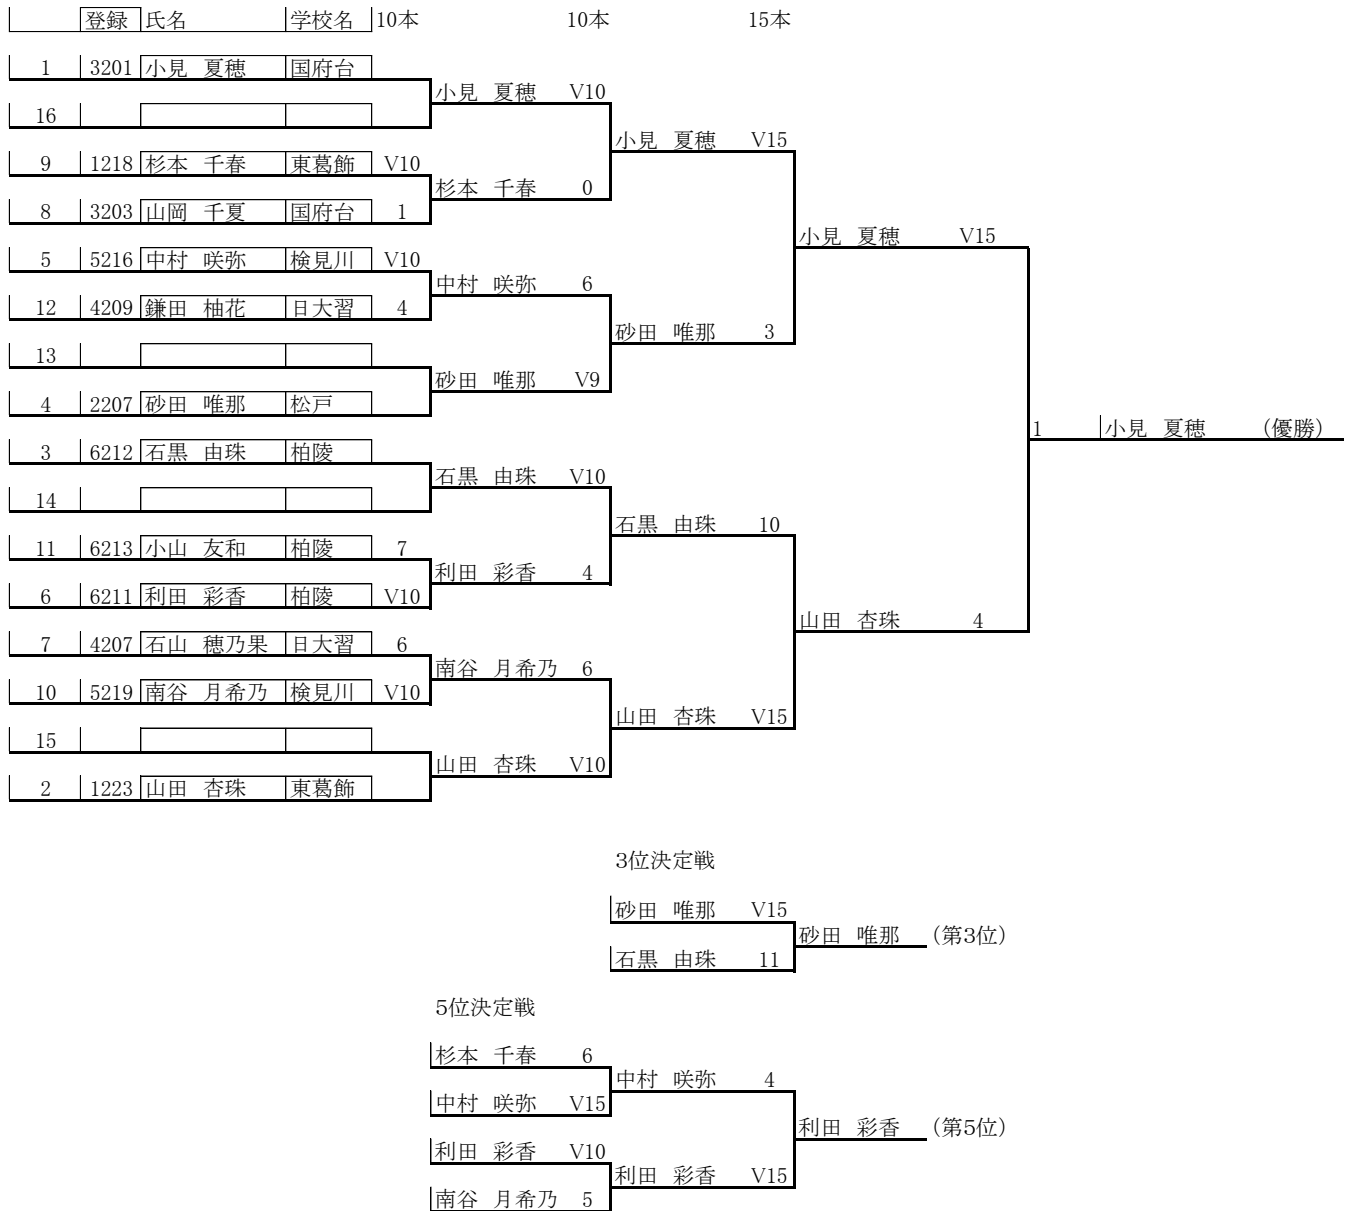 登録 氏名 学校名 10本 10本 15本
1 3201 小見 夏穂 国府台
小見 夏穂 V10
16
小見 夏穂 V15
9 1218 杉本 千春 東葛飾 V10
杉本 千春 0
8 3203 山岡 千夏 国府台 1
小見 夏穂 V15
5 5216 中村 咲弥 検見川 V10
中村 咲弥 6
12 4209 鎌田 柚花 日大習 4
砂田 唯那 3
13
砂田 唯那 V9
4 2207 砂田 唯那 松戸
1 小見 夏穂 (優勝)
3 6212 石黒 由珠 柏陵
石黒 由珠 V10
14
石黒 由珠 10
11 6213 小山 友和 柏陵 7
利田 彩香 4
6 6211 利田 彩香 柏陵 V10
山田 杏珠 4
7 4207 石山 穂乃果 日大習 6
南谷 月希乃 6
10 5219 南谷 月希乃 検見川 V10
山田 杏珠 V15
15
山田 杏珠 V10
2 1223 山田 杏珠 東葛飾
3位決定戦
砂田 唯那 V15
砂田 唯那 (第3位)
石黒 由珠 11
5位決定戦
杉本 千春 6
中村 咲弥 4
中村 咲弥 V15
利田 彩香 (第5位)
利田 彩香 V10
利田 彩香 V15
南谷 月希乃 5